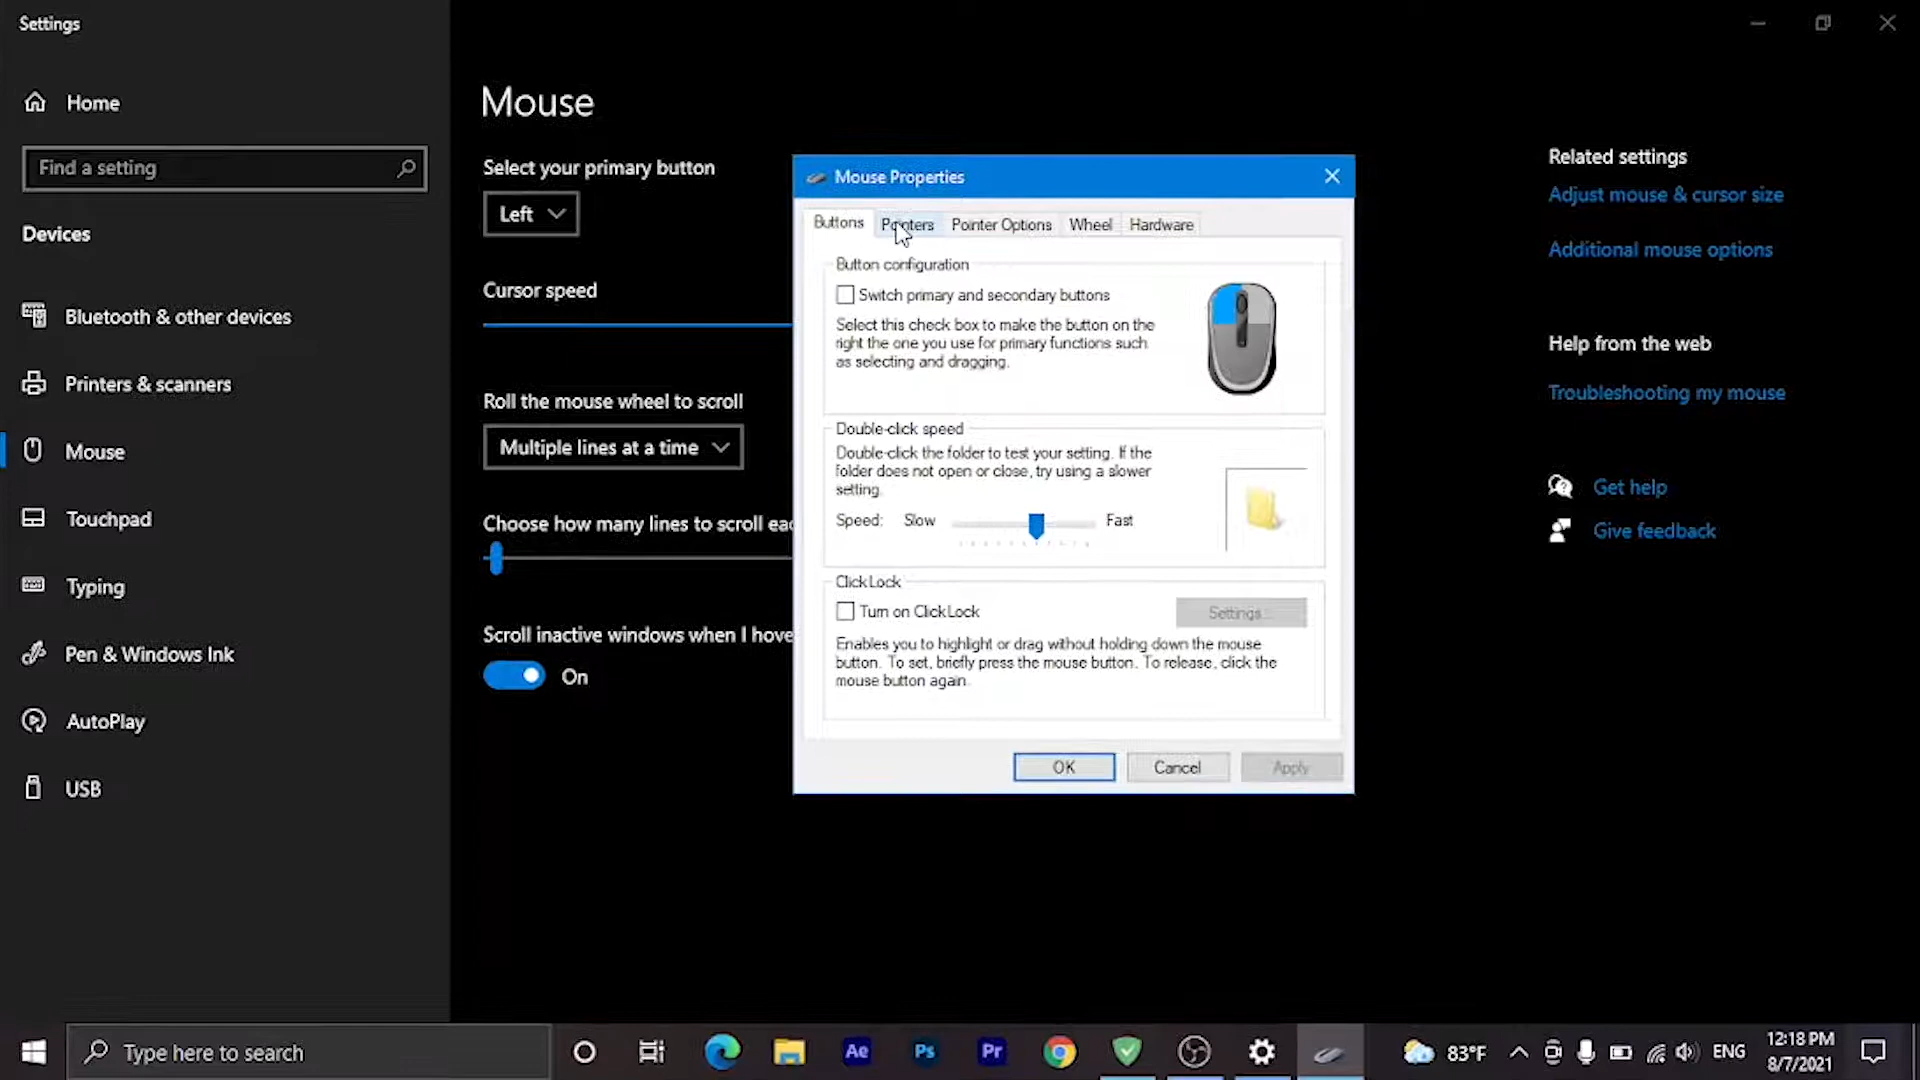 Settings
Home
Find a setting
Devices
Bluetooth & other devices
Printers & scanners
Mouse
Touchpad
Typing
Pen & Windows Ink
AutoPlay
USB
Mouse
Select your primary button
Left
Cursor speed
Roll the mouse wheel to scroll
Multiple lines at a time
Choose how many lines to scroll eac
Scroll inactive windows when I hove
On
Mouse Properties
Buttons
Pointers
Pointer Options
Wheel
Hardware
Button configuration
Switch primary and secondary buttons
Select this check box to make the button on the
right the one you use for primary functions such
as selecting and dragging.
Double-click speed
Double-click the folder to test your setting. If the
folder does not open or close, try using a slower
setting.
Speed: Slow Fast
ClickLock
Turn on ClickLock
Settings...
Enables you to highlight or drag without holding down the mouse
button. To set, briefly press the mouse button. To release, click the
mouse button again.
OK
Cancel
Apply
Related settings
Adjust mouse & cursor size
Additional mouse options
Help from the web
Troubleshooting my mouse
Get help
Give feedback
Type here to search
Ae
Ps
Pr
83°F
ENG
12:18 PM
8/7/2021